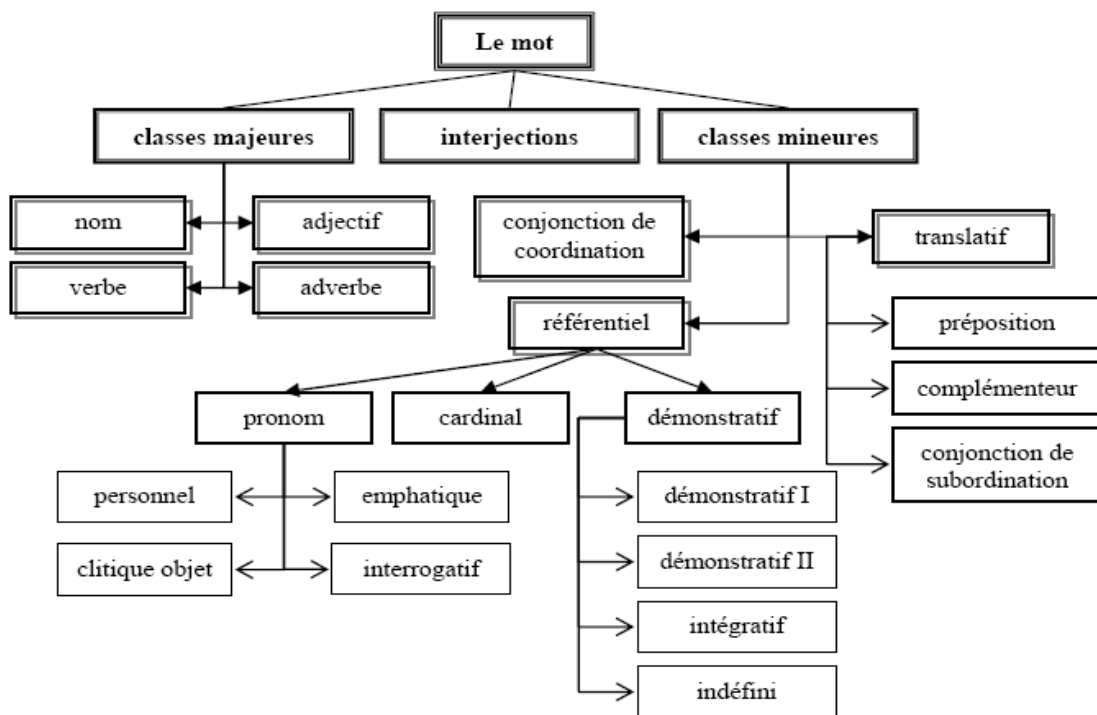 Le mot
classes majeures
interjections
classes mineures
nom
adjectif
conjonction de
coordination
translatif
verbe
adverbe
référentiel
préposition
complémenteur
pronom
cardinal
démonstratif
conjonction de
subordination
personnel
emphatique
démonstratif I
clitique objet
interrogatif
démonstratif II
intégratif
indéfini